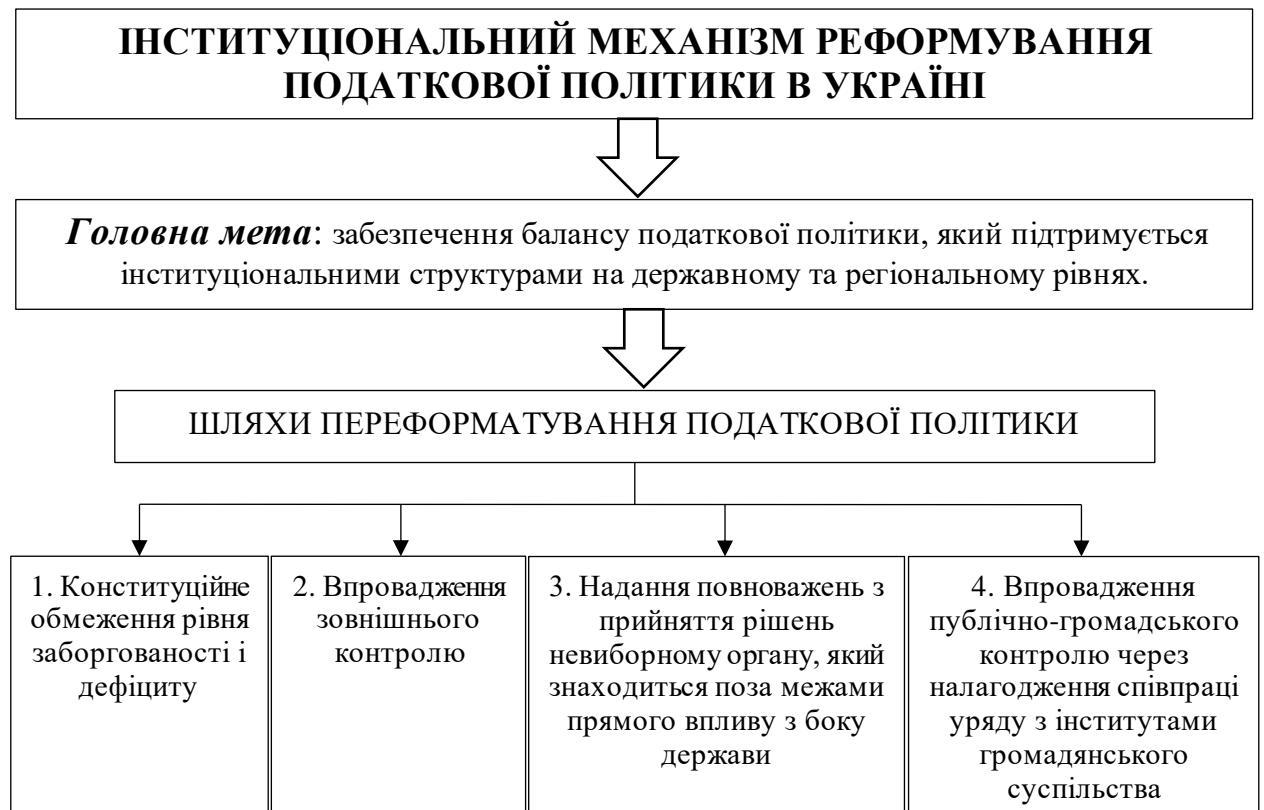 ІНСТИТУЦІОНАЛЬНИЙ МЕХАНІЗМ РЕФОРМУВАННЯ
ПОДАТКОВОЇ ПОЛІТИКИ В УКРАЇНІ
Головна мета: забезпечення балансу податкової політики, який підтримується
інституціональними структурами на державному та регіональному рівнях.
ШЛЯХИ ПЕРЕФОРМАТУВАННЯ ПОДАТКОВОЇ ПОЛІТИКИ
1. Конституційне
обмеження рівня
заборгованості і
дефіциту
2. Впровадження
зовнішнього
контролю
3. Надання повноважень з
прийняття рішень
невиборному органу, який
знаходиться поза межами
прямого впливу з боку
держави
4. Впровадження
публічно-громадського
контролю через
налагодження співпраці
уряду з інститутами
громадянського
суспільства